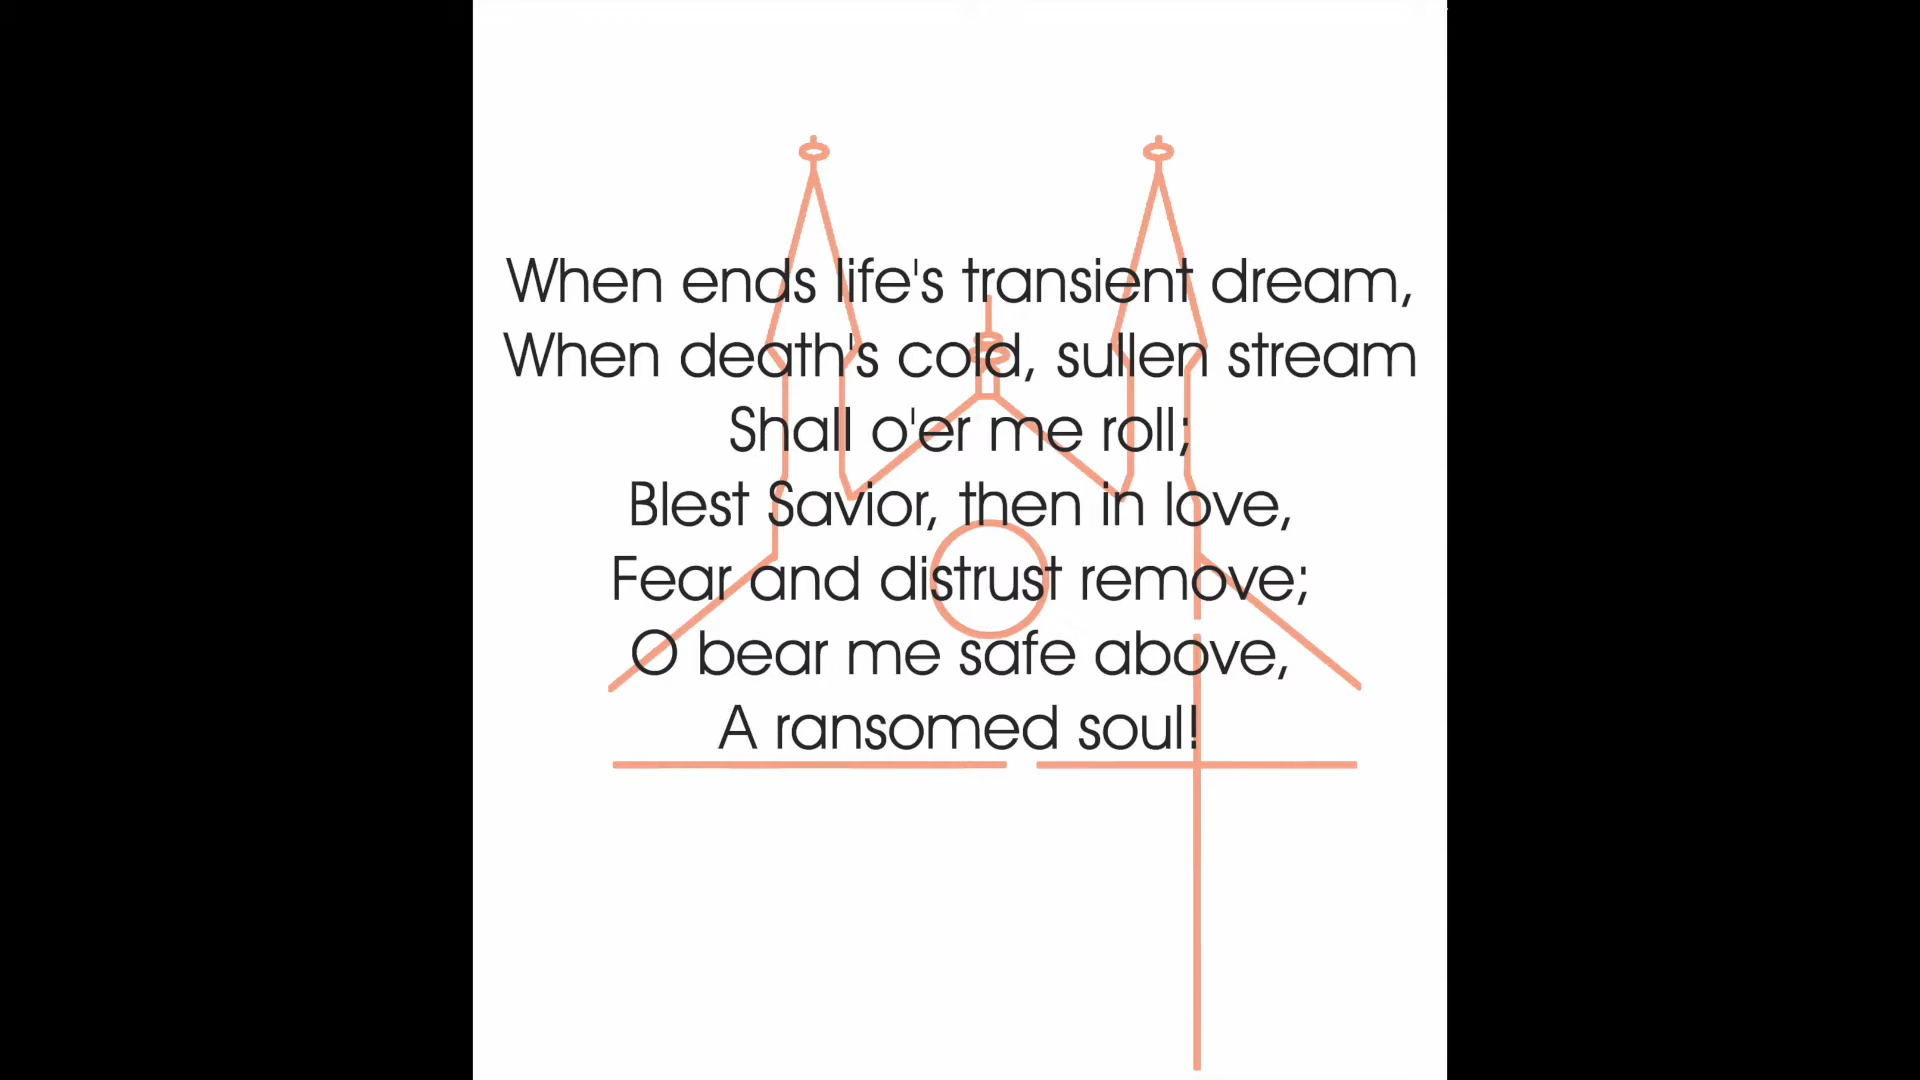 When ends life's transient dream,
When death's cold, sullen stream
Shall o'er me roll;
Blest Savior, then in love,
Fear and distrust remove;
O bear me safe above,
A ransomed soul!